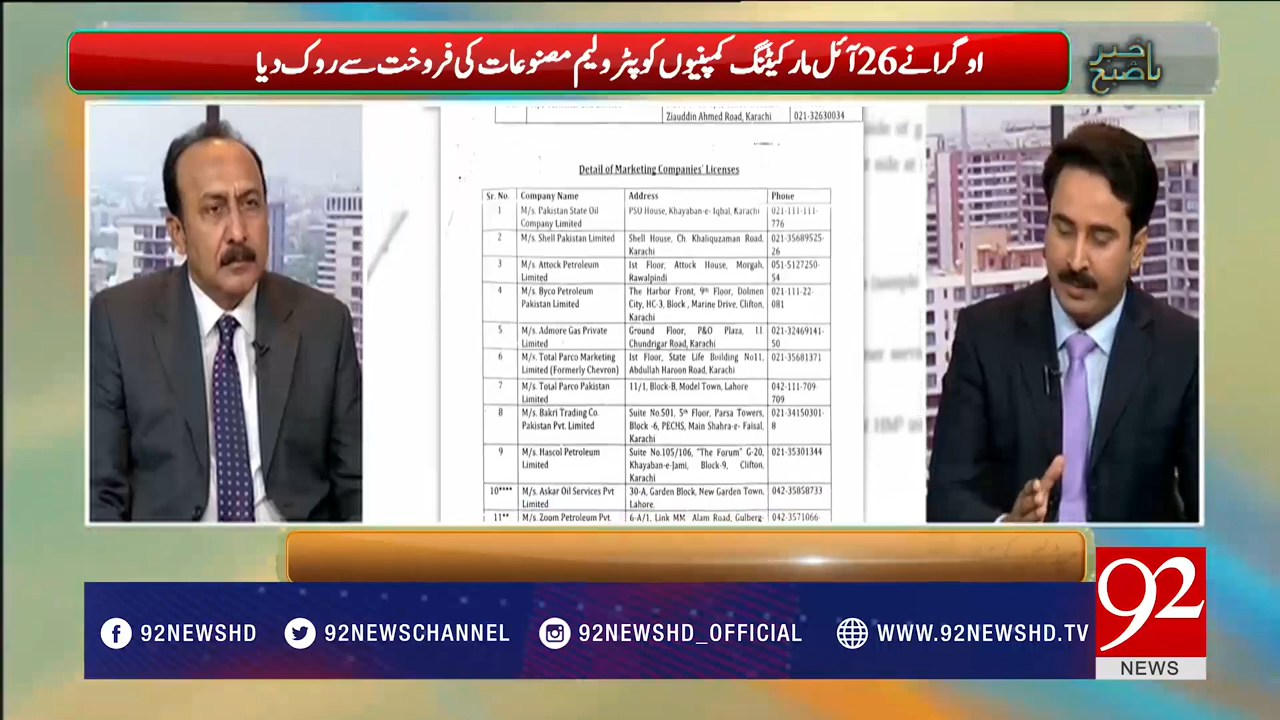 اوگرا نے 26 آئل مارکیٹنگ کمپنیوں کو پٹرولیم مصنوعات کی فروخت سے روک دیا
باخبر صبح
Ziauddin Ahmed Road, Karachi 021-32630034
Detail of Marketing Companies' Licenses
Sr. No. Company Name Address Phone
1 M/s. Pakistan State Oil Company Limited PSO House, Khayaban-e- Iqbal, Karachi 021-111-111-776
2 M/s. Shell Pakistan Limited Shell House, Ch. Khaliquzaman Road, Karachi 021-35689525-26
3 M/s. Attock Petroleum Limited 1st Floor, Attock House, Morgah, Rawalpindi 051-5127250-54
4 M/s. Byco Petroleum Pakistan Limited The Harbor Front, 9th Floor, Dolmen City, HC-3, Block , Marine Drive, Clifton, Karachi 021-111-22-081
5 M/s. Admore Gas Private Limited Ground Floor, P&O Plaza, 11 Chundrigar Road, Karachi 021-32469141-50
6 M/s. Total Parco Marketing Limited (Formerly Chevron) 1st Floor, State Life Building No11, Abdullah Haroon Road, Karachi 021-35681371
7 M/s. Total Parco Pakistan Limited 11/1, Block-B, Model Town, Lahore 042-111-709-709
8 M/s. Bakri Trading Co. Pakistan Pvt. Limited Suite No.501, 5th Floor, Parsa Towers, Block -6, PECHS, Main Shahra-e- Faisal, Karachi 021-34150301-8
9 M/s. Hascol Petroleum Limited Suite No.105/106, "The Forum" G-20, Khayaban-e-Jami, Block-9, Clifton, Karachi 021-35301344
10**** M/s. Askar Oil Services Pvt Limited 30-A, Garden Block, New Garden Town, Lahore. 042-35858733
11** M/s. Zoom Petroleum Pvt. 6-A/1, Link MM Alam Road, Gulberg- 042-3571066-
92NEWSHD 92NEWSCHANNEL 92NEWSHD_OFFICIAL WWW.92NEWSHD.TV
92
NEWS